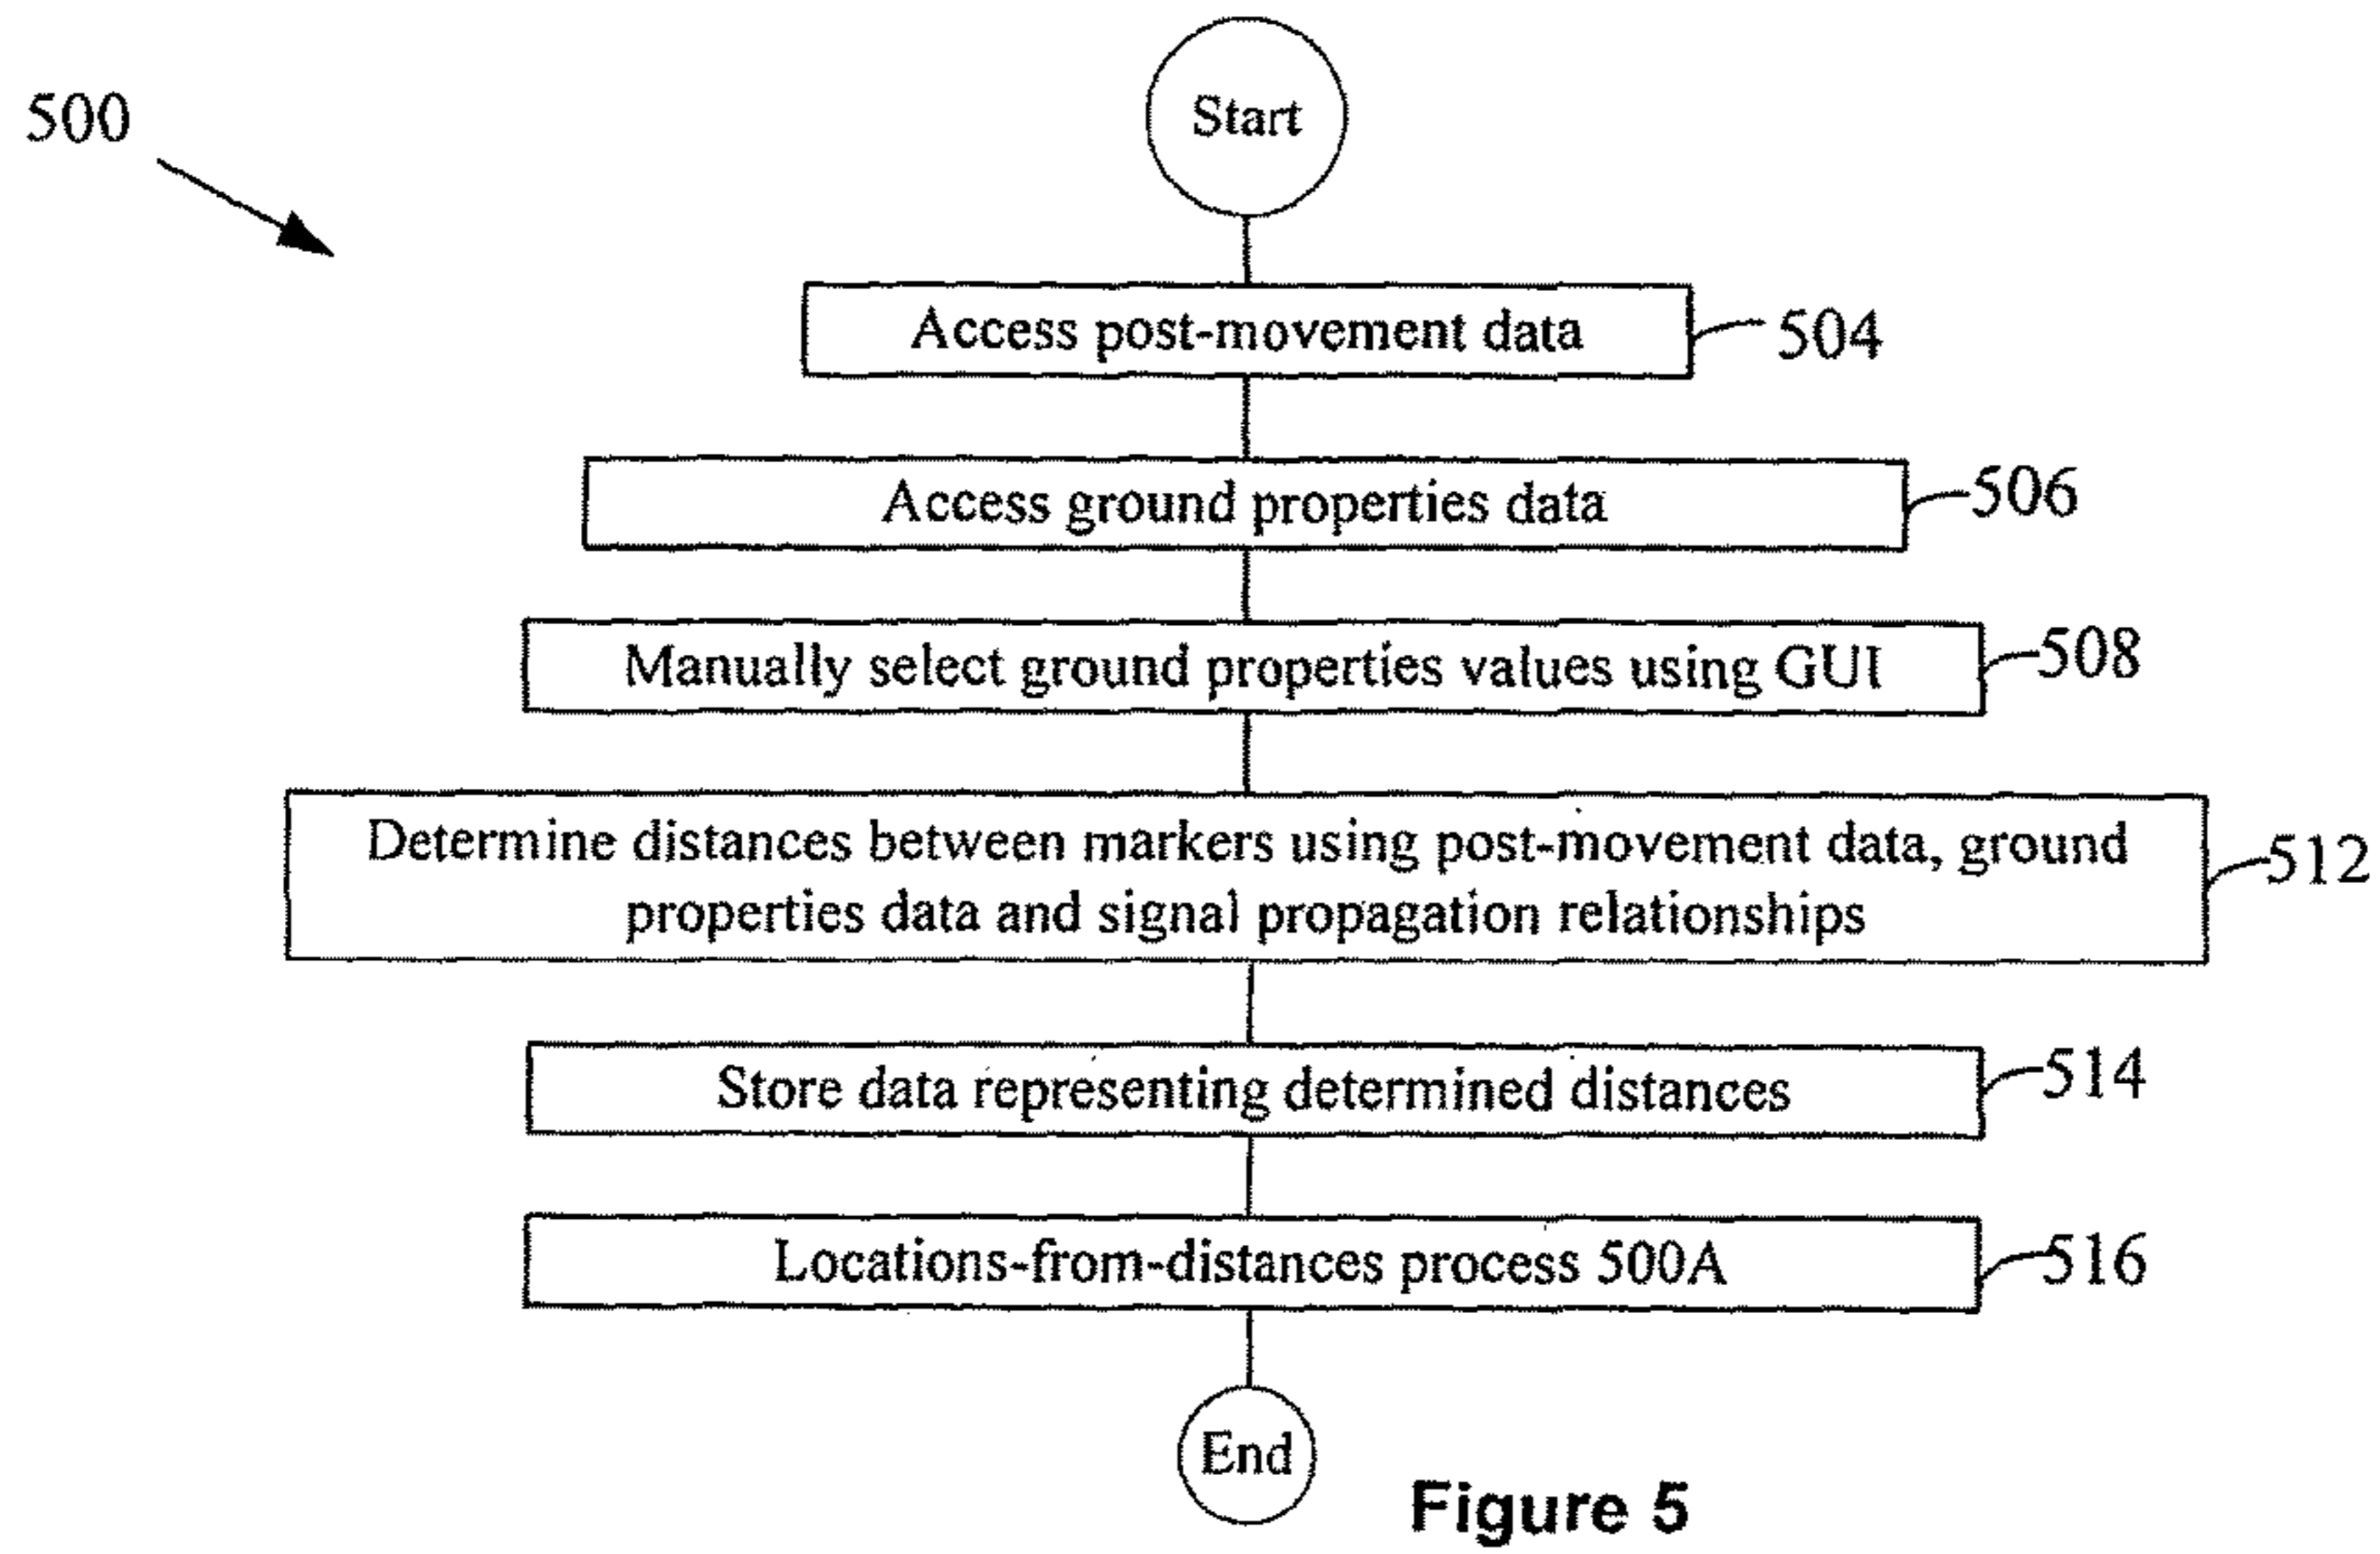 500
Start
Access post-movement data
504
Access ground properties data
506
Manually select ground properties values using GUI
508
Determine distances between markers using post-movement data, ground
properties data and signal propagation relationships
512
Store data representing determined distances
514
Locations-from-distances process 500A
516
End
Figure 5